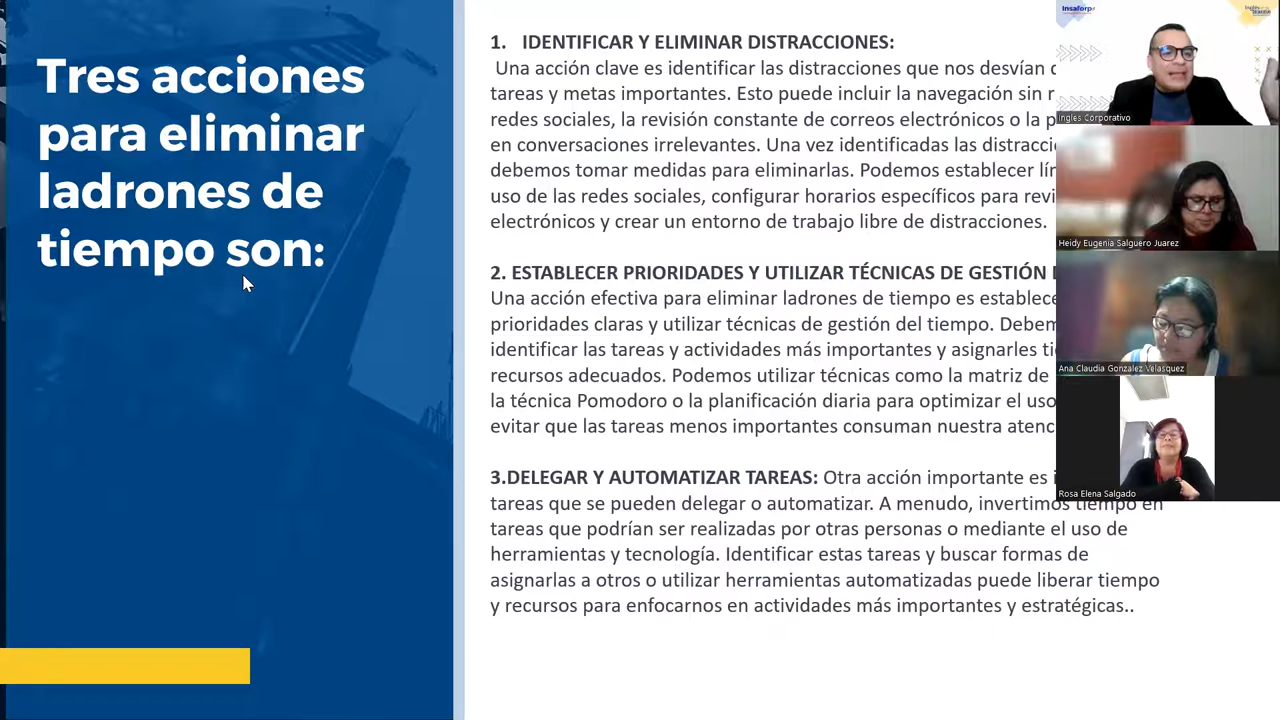 Tres acciones
para eliminar
ladrones de
tiempo son:
1. IDENTIFICAR Y ELIMINAR DISTRACCIONES:
Una acción clave es identificar las distracciones que nos desvían
tareas y metas importantes. Esto puede incluir la navegación sin
redes sociales, la revisión constante de correos electrónicos o la
en conversaciones irrelevantes. Una vez identificadas las
debemos tomar medidas para eliminarlas. Podemos establecer
uso de las redes sociales, configurar horarios específicos para
electrónicos y crear un entorno de trabajo libre de distracciones.
2. ESTABLECER PRIORIDADES Y UTILIZAR TÉCNICAS DE GESTIÓN
Una acción efectiva para eliminar ladrones de tiempo es
prioridades claras y utilizar técnicas de gestión del tiempo.
identificar las tareas y actividades más importantes y asignarles
recursos adecuados. Podemos utilizar técnicas como la matriz de
la técnica Pomodoro o la planificación diaria para optimizar el uso
evitar que las tareas menos importantes consuman nuestra
3.DELEGAR Y AUTOMATIZAR TAREAS: Otra acción importante es
tareas que se pueden delegar o automatizar. A menudo, invertimos tiempo en
tareas que podrían ser realizadas por otras personas o mediante el uso de
herramientas y tecnología. Identificar estas tareas y buscar formas de
asignarlas a otros o utilizar herramientas automatizadas puede liberar tiempo
y recursos para enfocarnos en actividades más importantes y estratégicas..
Insaforp
Ingles Corporativo
Heidy Eugenia Salguero Juarez
Ana Claudia Gonzalez Velasquez
Rosa Elena Salgado